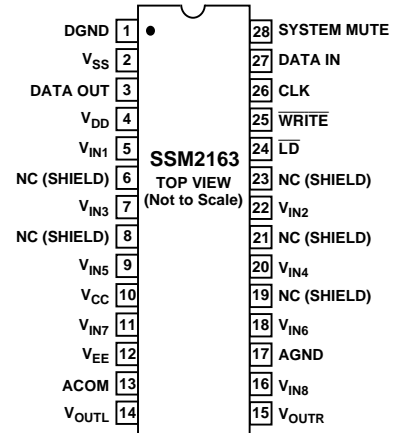 DGND 1 28 SYSTEM MUTE
VSS 2 27 DATA IN
DATA OUT 3 26 CLK
VDD 4 25 WRITE
VIN1 5 24 LD
SSM2163
NC (SHIELD) 6 TOP VIEW 23 NC (SHIELD)
VIN3 7 (Not to Scale) 22 VIN2
NC (SHIELD) 8 21 NC (SHIELD)
VIN5 9 20 VIN4
VCC 10 19 NC (SHIELD)
VIN7 11 18 VIN6
VEE 12 17 AGND
ACOM 13 16 VIN8
VOUTL 14 15 VOUTR